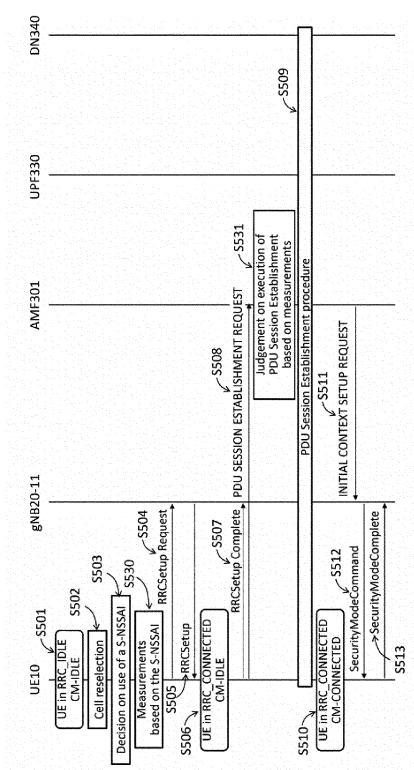 UE10
gNB20-11
AMF301
UPF330
DN340
S501
UE in RRC_IDLE
CM-IDLE
S502
Cell reselection
S503
Decision on use of a S-NSSAI
S530
Measurements
based on the S-NSSAI
S504
RRCSetup Request
S505
RRCSetup
S506
UE in RRC_CONNECTED
CM-IDLE
S507
RRCSetup Complete
S508
PDU SESSION ESTABLISHMENT REQUEST
S531
Judgement on execution of
PDU Session Establishment
based on measurements
S509
PDU Session Establishment procedure
S510
UE in RRC_CONNECTED
CM-CONNECTED
S511
INITIAL CONTEXT SETUP REQUEST
S512
SecurityModeCommand
SecurityModeComplete
S513